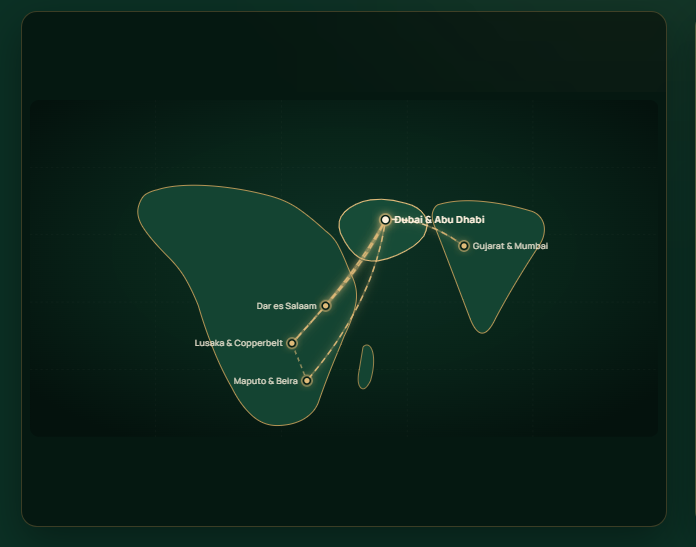 Dubai & Abu Dhabi
Gujarat & Mumbai
Dar es Salaam
Lusaka & Copperbelt
Maputo & Beira